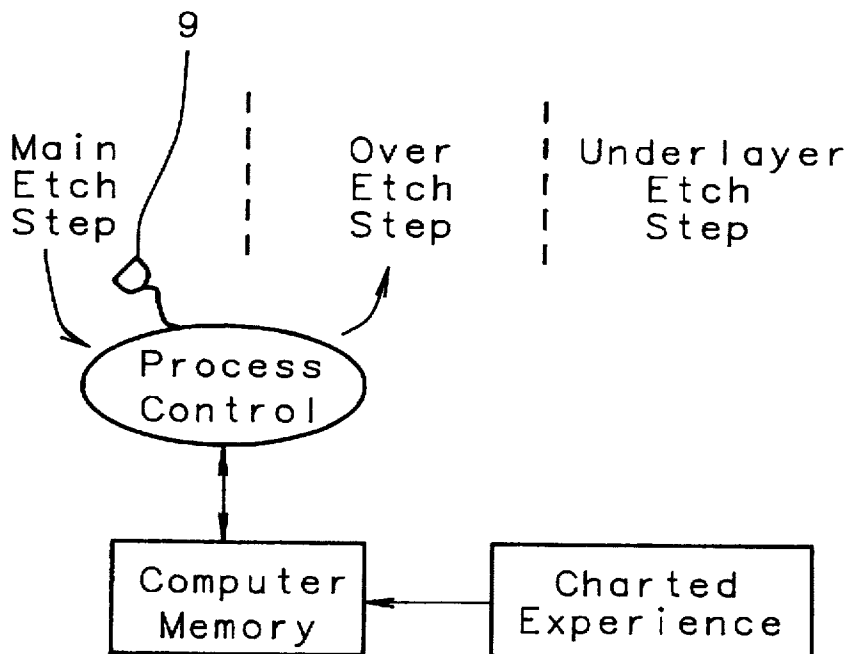 9
Main
Etch
Step
Over
Etch
Step
Underlayer
Etch
Step
Process
Control
Computer
Memory
Charted
Experience